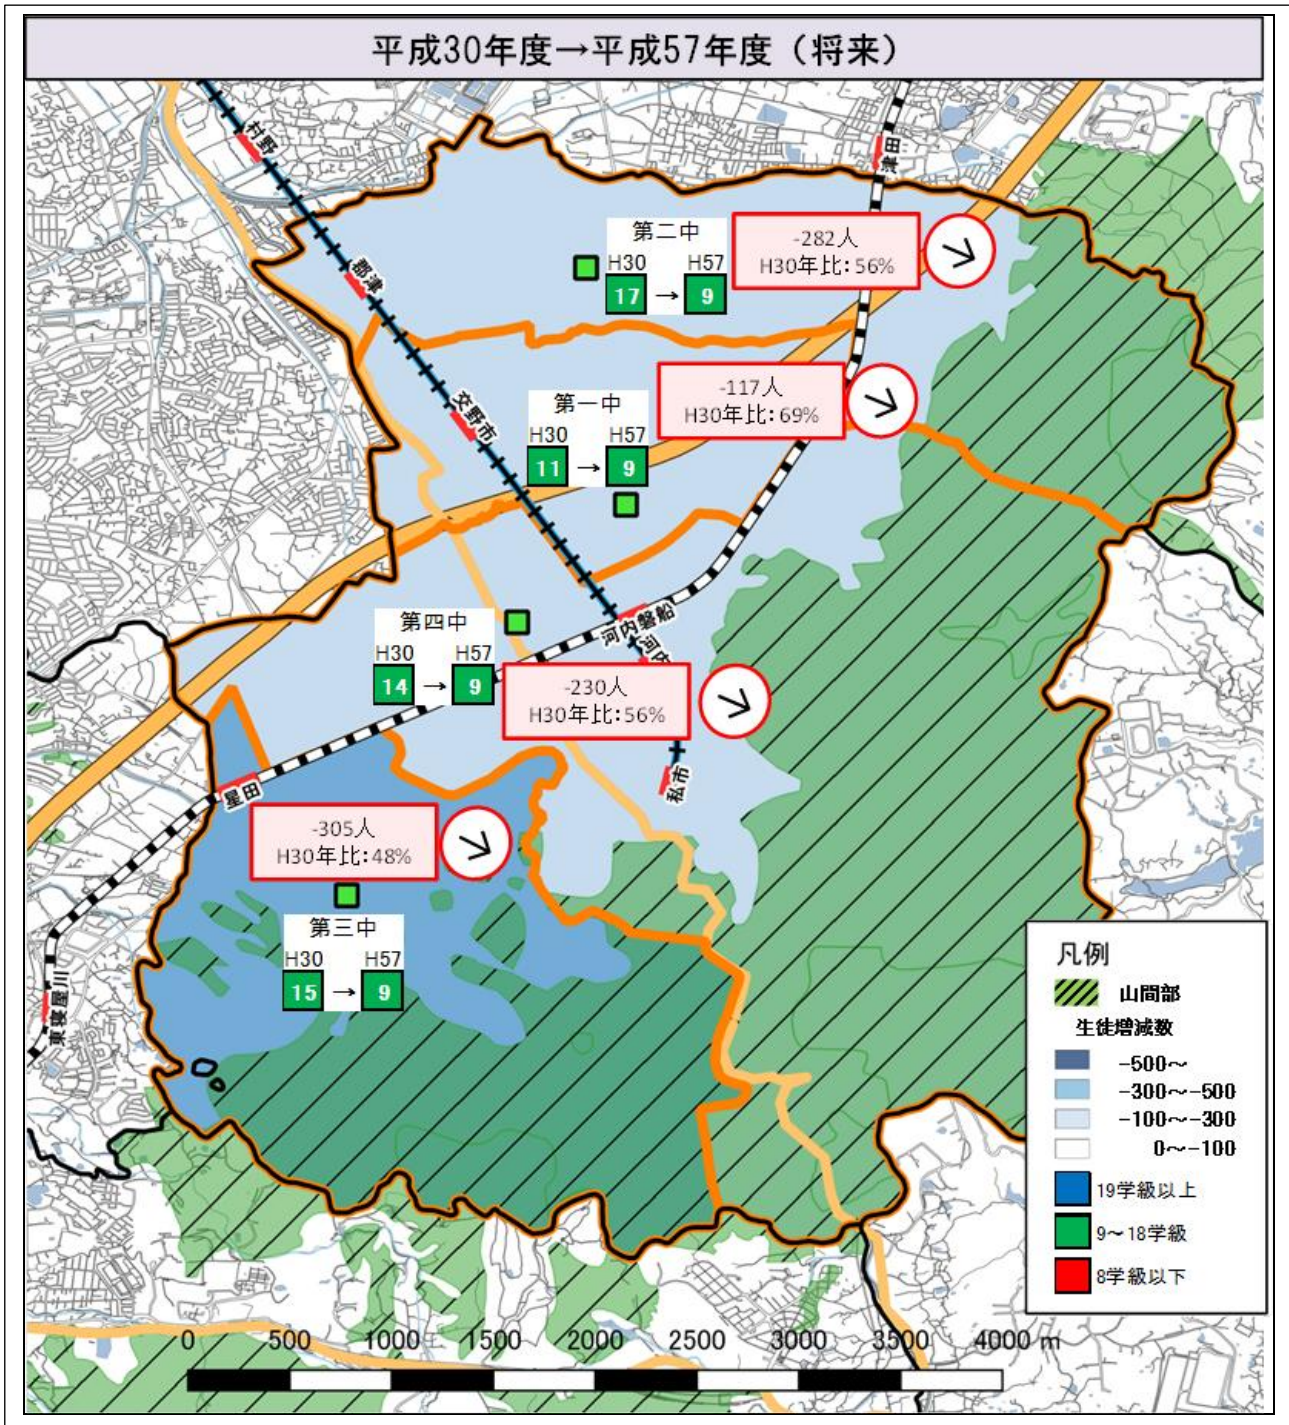 平成30年度→平成57年度（将来）
村野
津田
郡津
第二中
H30 H57
17 → 9
-282人
H30年比：56%
交野市
第一中
H30 H57
11 → 9
-117人
H30年比：69%
河内磐船
河内
第四中
H30 H57
14 → 9
-230人
H30年比：56%
私市
星田
-305人
H30年比：48%
第三中
H30 H57
15 → 9
東寝屋川
凡例
山間部
生徒増減数
-500～
-300～-500
-100～-300
0～-100
19学級以上
9～18学級
8学級以下
0 500 1000 1500 2000 2500 3000 3500 4000 m